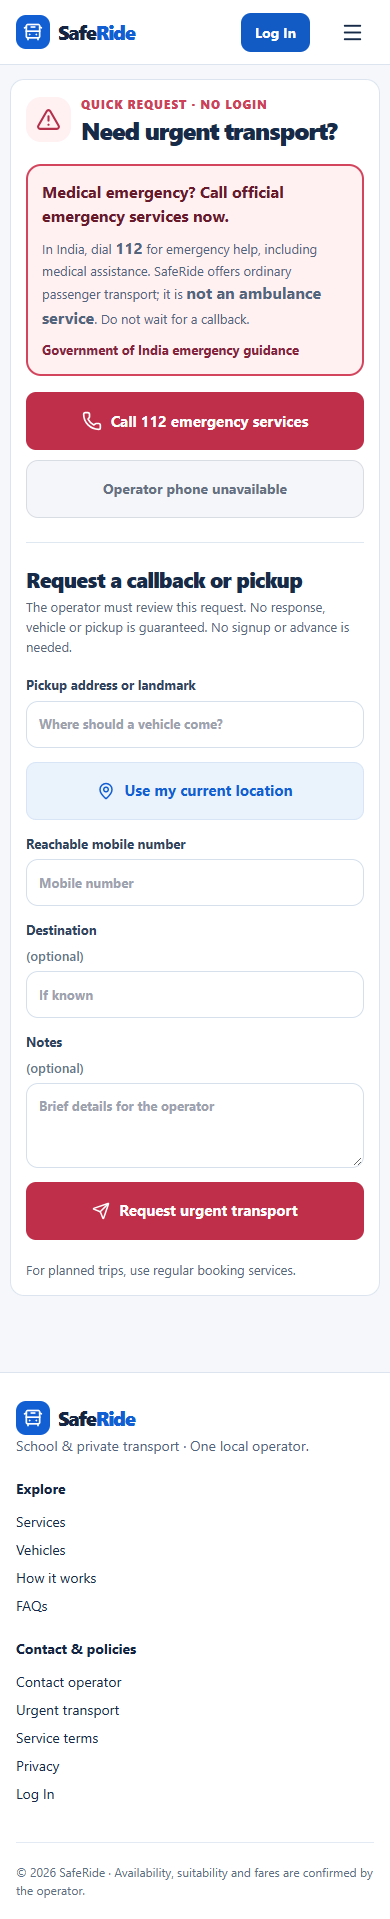 SafeRide
Log In
QUICK REQUEST · NO LOGIN
Need urgent transport?
Medical emergency? Call official
emergency services now.
In India, dial 112 for emergency help, including
medical assistance. SafeRide offers ordinary
passenger transport; it is not an ambulance
service. Do not wait for a callback.
Government of India emergency guidance
Call 112 emergency services
Operator phone unavailable
Request a callback or pickup
The operator must review this request. No response,
vehicle or pickup is guaranteed. No signup or advance is
needed.
Pickup address or landmark
Where should a vehicle come?
Use my current location
Reachable mobile number
Mobile number
Destination
(optional)
If known
Notes
(optional)
Brief details for the operator
Request urgent transport
For planned trips, use regular booking services.
SafeRide
School & private transport · One local operator.
Explore
Services
Vehicles
How it works
FAQs
Contact & policies
Contact operator
Urgent transport
Service terms
Privacy
Log In
© 2026 SafeRide · Availability, suitability and fares are confirmed by
the operator.